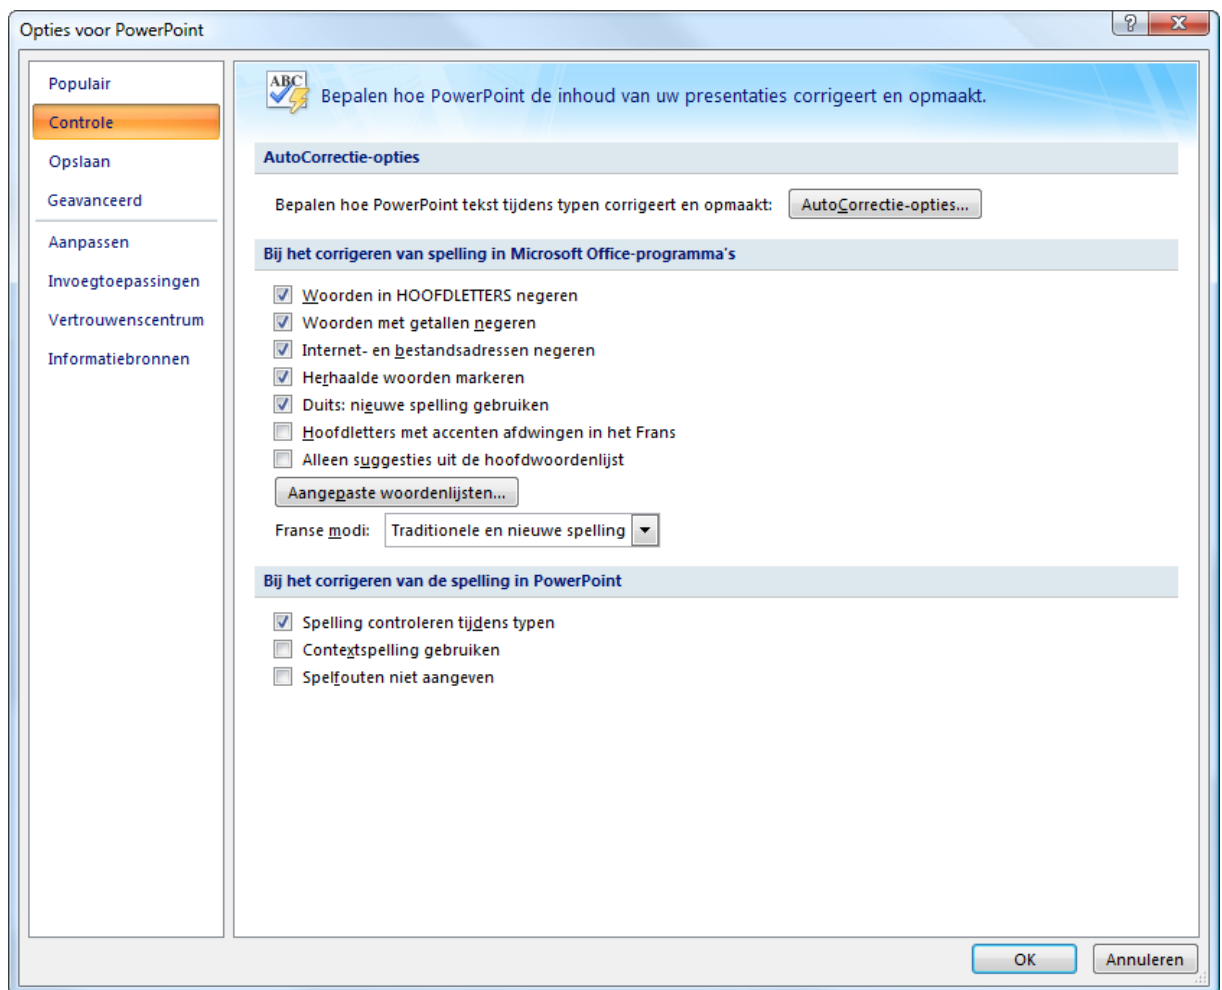 Opties voor PowerPoint
Populair
Controle
Opslaan
Geavanceerd
Aanpassen
Invoegtoepassingen
Vertrouwenscentrum
Informatiebronnen
ABC
Bepalen hoe PowerPoint de inhoud van uw presentaties corrigeert en opmaakt.
AutoCorrectie-opties
Bepalen hoe PowerPoint tekst tijdens typen corrigeert en opmaakt: AutoCorrectie-opties...
Bij het corrigeren van spelling in Microsoft Office-programma's
Woorden in HOOFDLETTERS negeren
Woorden met getallen negeren
Internet- en bestandsadressen negeren
Herhaalde woorden markeren
Duits: nieuwe spelling gebruiken
Hoofdletters met accenten afdwingen in het Frans
Alleen suggesties uit de hoofdwoordenlijst
Aangepaste woordenlijsten...
Franse modi: Traditionele en nieuwe spelling
Bij het corrigeren van de spelling in PowerPoint
Spelling controleren tijdens typen
Contextspelling gebruiken
Spelfouten niet aangeven
OK Annuleren